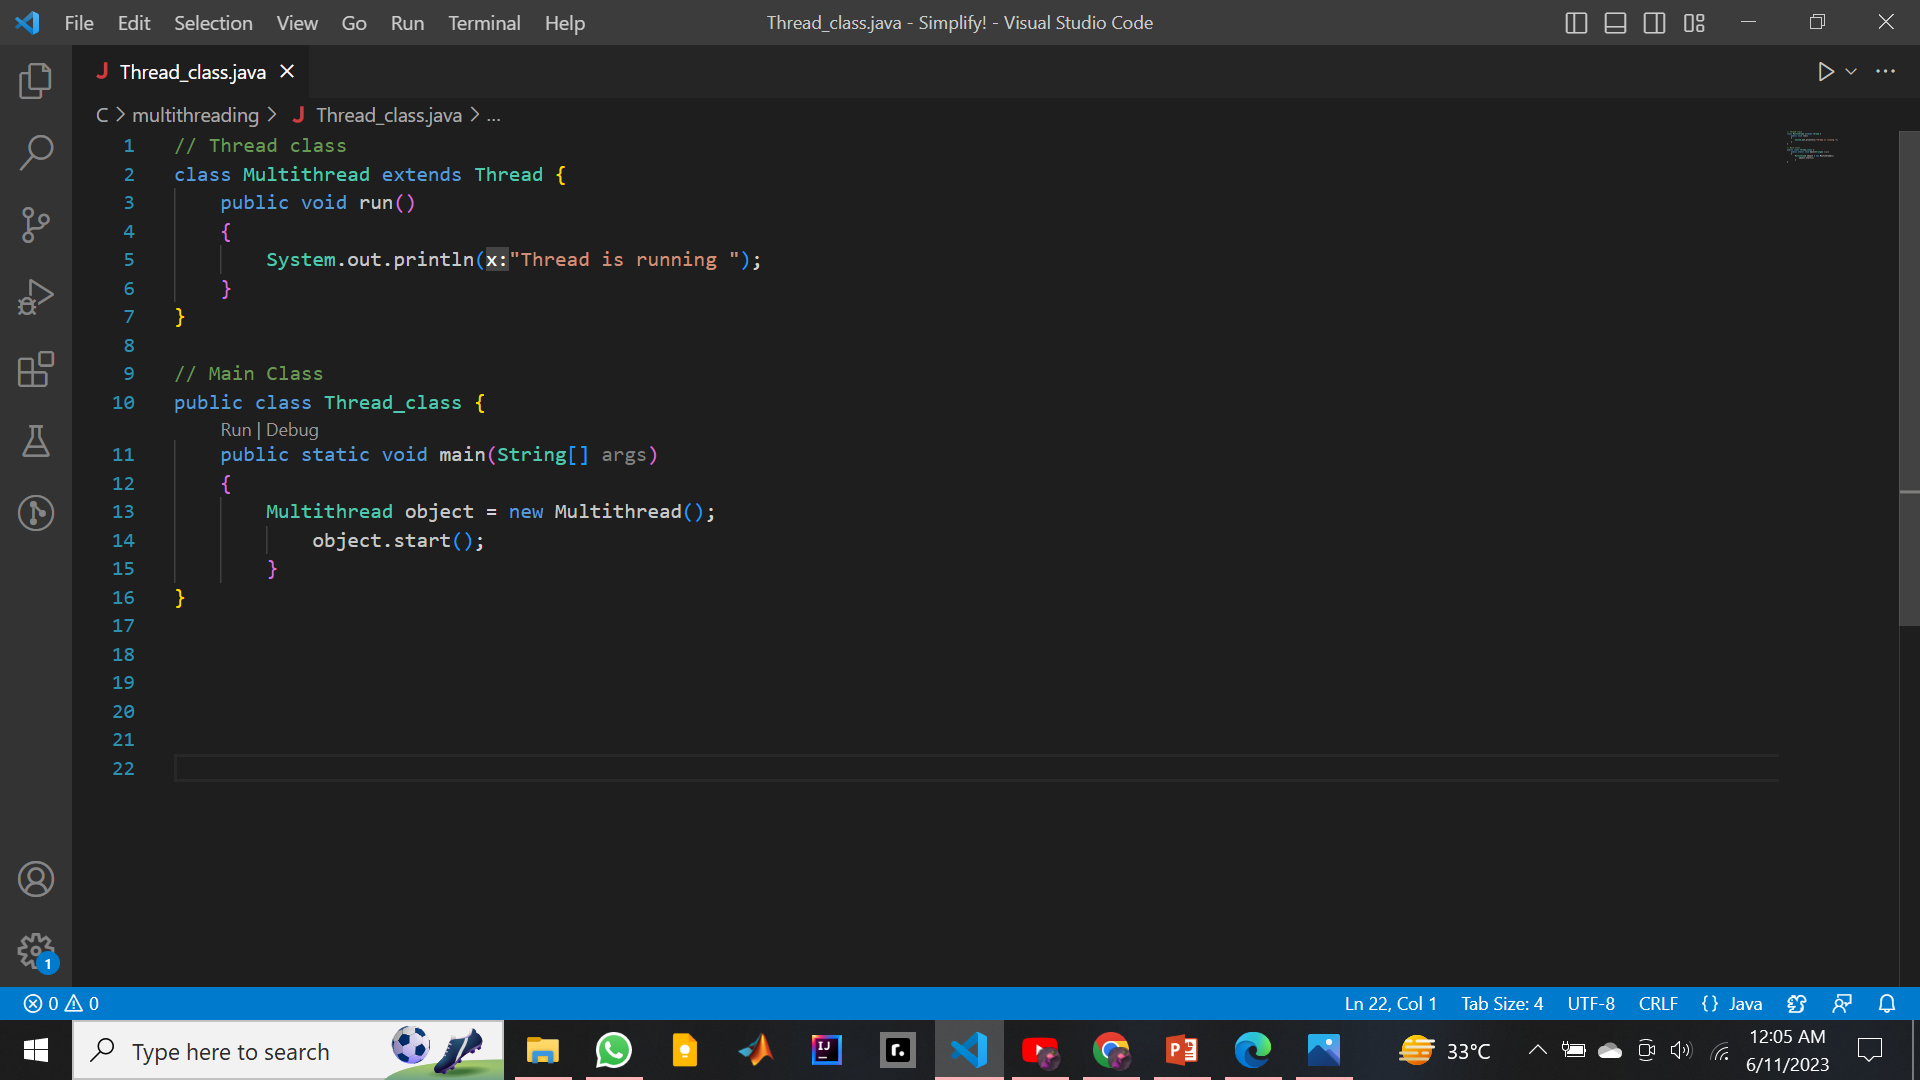 File Edit Selection View Go Run Terminal Help Thread_class.java - Simplify! - Visual Studio Code
J Thread_class.java
C > multithreading > J Thread_class.java > ...
1 // Thread class
2 class Multithread extends Thread {
3 public void run()
4 {
5 System.out.println(x:"Thread is running ");
6 }
7 }
8
9 // Main Class
10 public class Thread_class {
Run | Debug
11 public static void main(String[] args)
12 {
13 Multithread object = new Multithread();
14 object.start();
15 }
16 }
17
18
19
20
21
22
1
0 0 Ln 22, Col 1 Tab Size: 4 UTF-8 CRLF {} Java
Type here to search IJ r. P 33°C 12:05 AM
6/11/2023